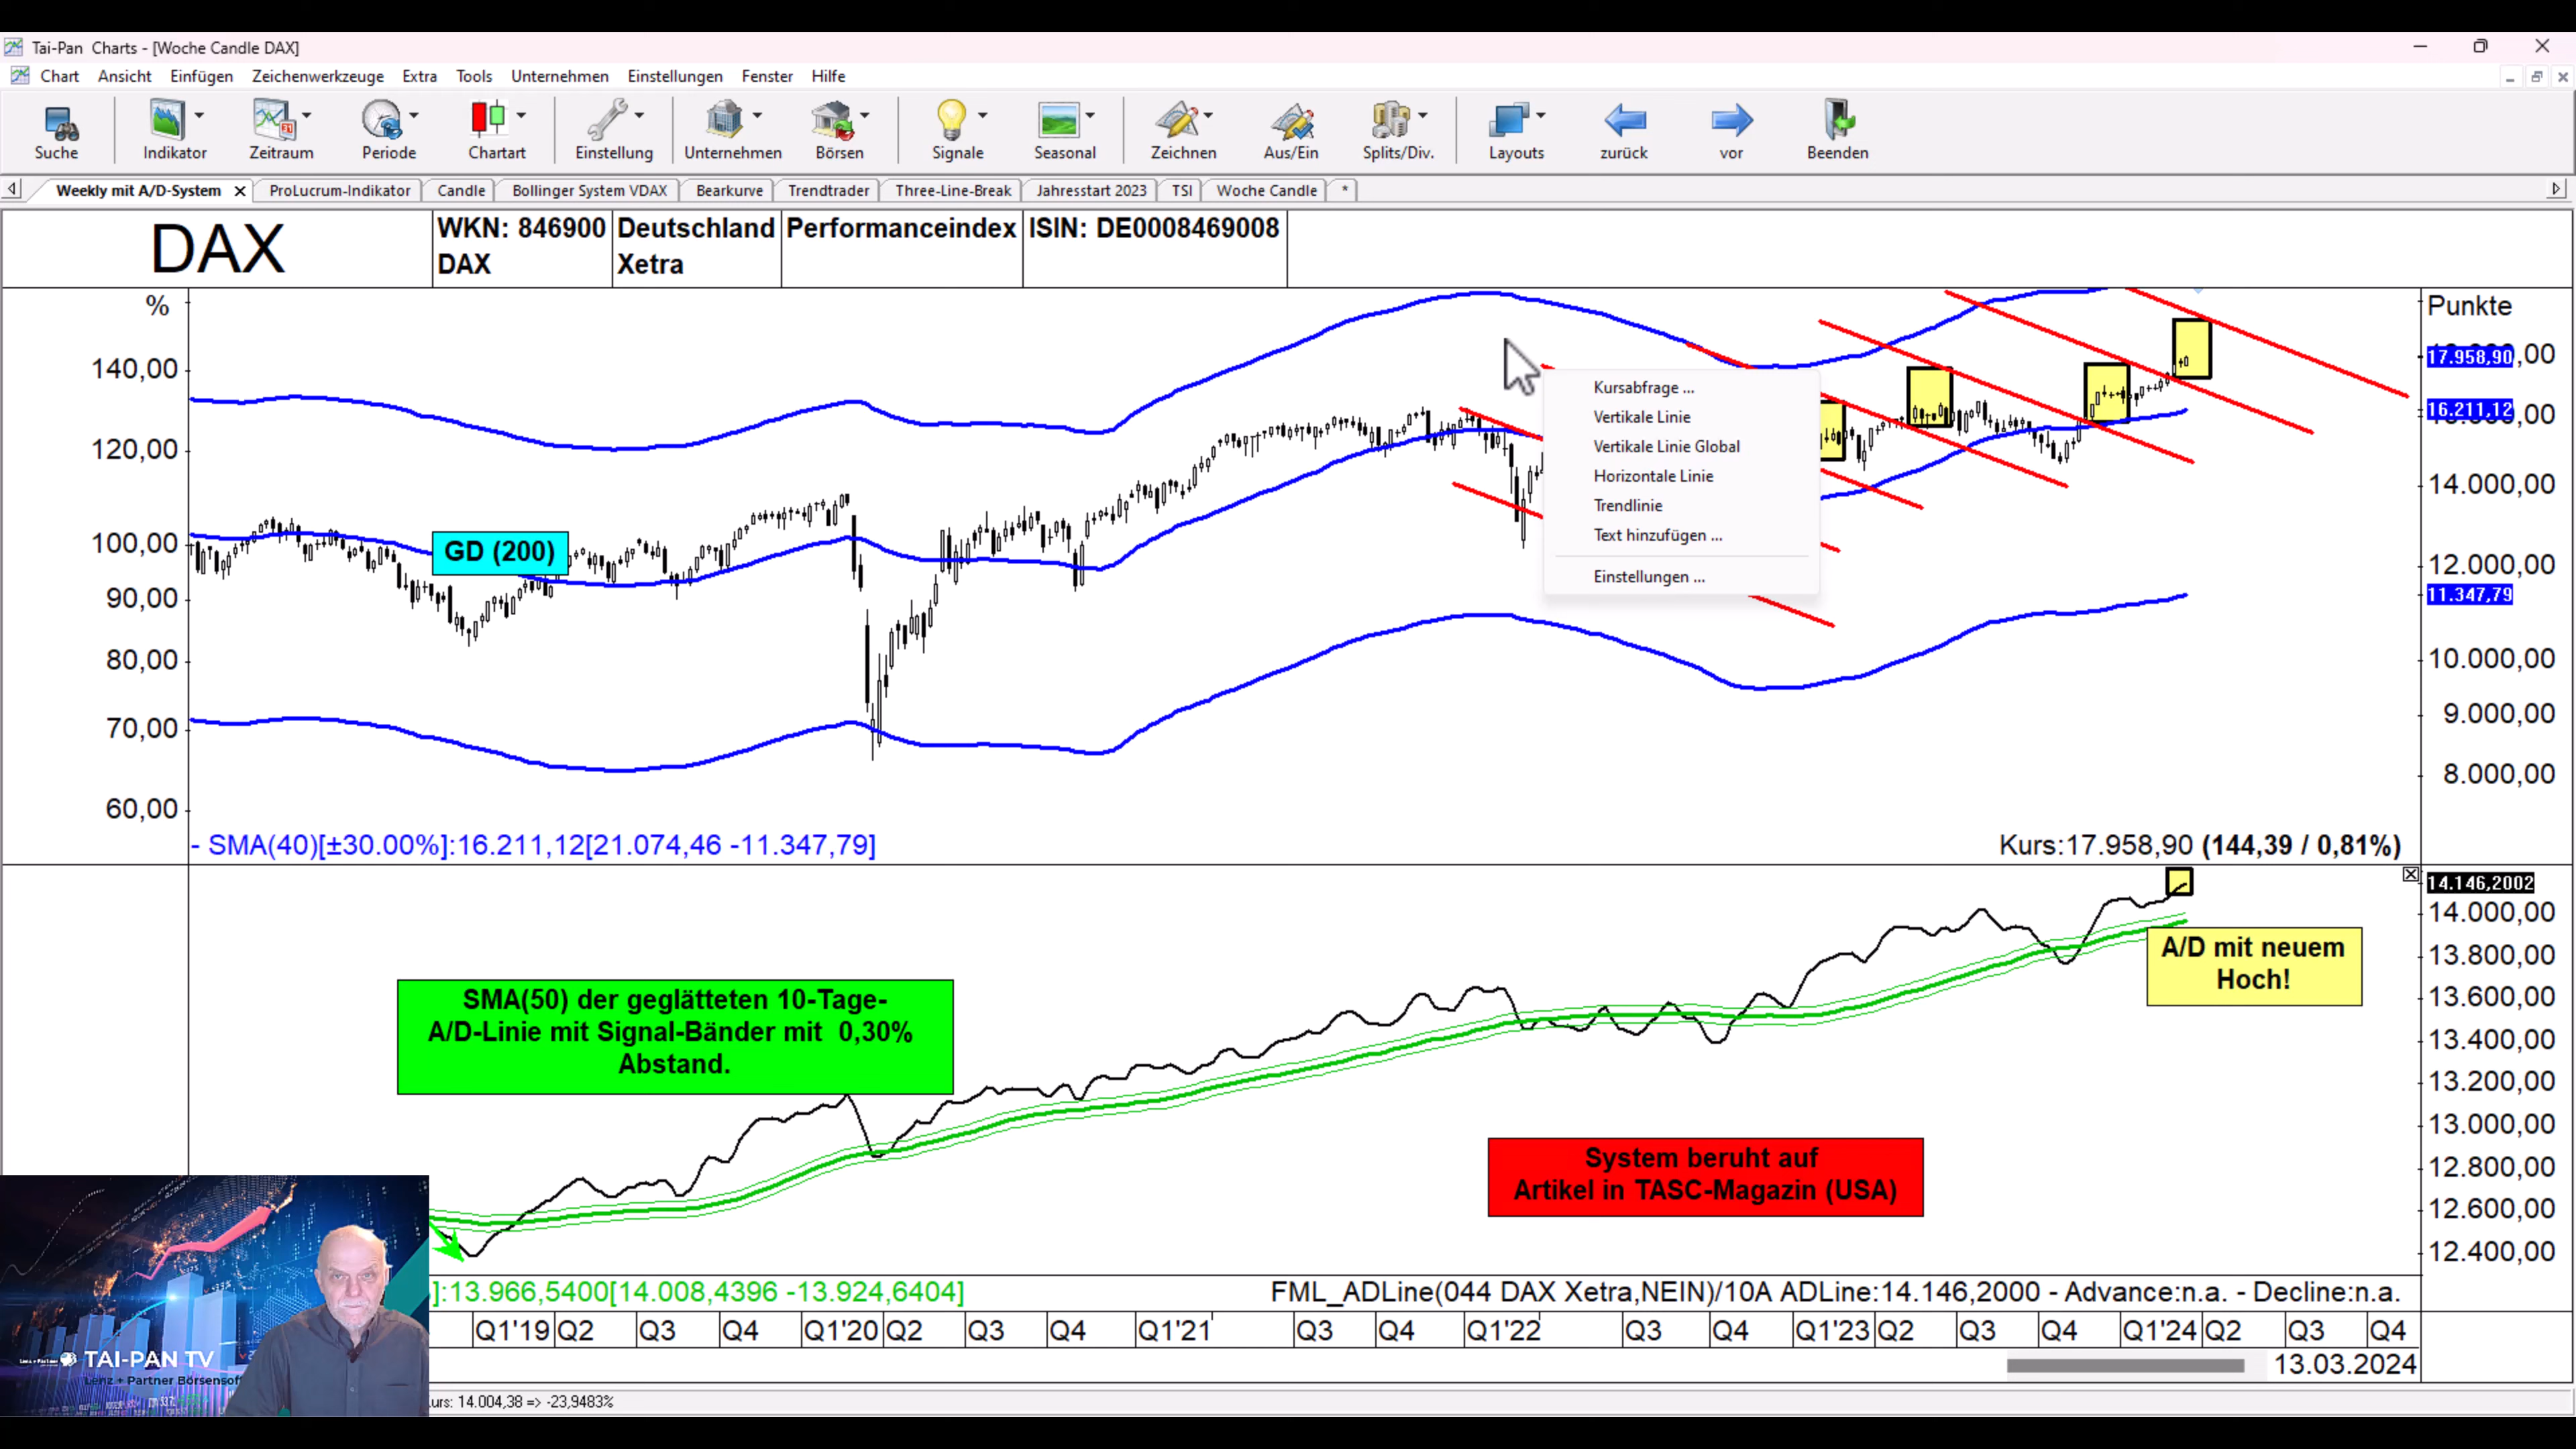 Tai-Pan Charts - [Woche Candle DAX]
Chart Ansicht Einfügen Zeichenwerkzeuge Extra Tools Unternehmen Einstellungen Fenster Hilfe
Suche Indikator Zeitraum Periode Chartart Einstellung Unternehmen Börsen Signale Seasonal Zeichnen Aus/Ein Splits/Div. Layouts zurück vor Beenden
Weekly mit A/D-System ProLucrum-Indikator Candle Bollinger System VDAX Bearkurve Trendtrader Three-Line-Break Jahresstart 2023 TSI Woche Candle *
DAX
WKN: 846900 Deutschland Performanceindex ISIN: DE0008469008
DAX Xetra
%
140,00
120,00
100,00
90,00
80,00
70,00
60,00
GD (200)
Kursabfrage ...
Vertikale Linie
Vertikale Linie Global
Horizontale Linie
Trendlinie
Text hinzufügen ...
Einstellungen ...
Punkte
17.958,90
16.211,12
14.000,00
12.000,00
11.347,79
10.000,00
9.000,00
8.000,00
- SMA(40)[±30.00%]:16.211,12[21.074,46 -11.347,79]
Kurs:17.958,90 (144,39 / 0,81%)
14.146,2002
14.000,00
13.800,00
13.600,00
13.400,00
13.200,00
13.000,00
12.800,00
12.600,00
12.400,00
A/D mit neuem
Hoch!
SMA(50) der geglätteten 10-Tage-
A/D-Linie mit Signal-Bänder mit 0,30%
Abstand.
System beruht auf
Artikel in TASC-Magazin (USA)
]:13.966,5400[14.008,4396 -13.924,6404]
FML_ADLine(044 DAX Xetra,NEIN)/10A ADLine:14.146,2000 - Advance:n.a. - Decline:n.a.
Q1'19 Q2 Q3 Q4 Q1'20 Q2 Q3 Q4 Q1'21 Q3 Q4 Q1'22 Q3 Q4 Q1'23 Q2 Q3 Q4 Q1'24 Q2 Q3 Q4
13.03.2024
TAI-PAN TV
Lenz + Partner Börsensoft
urs: 14.004,38 => -23,9483%